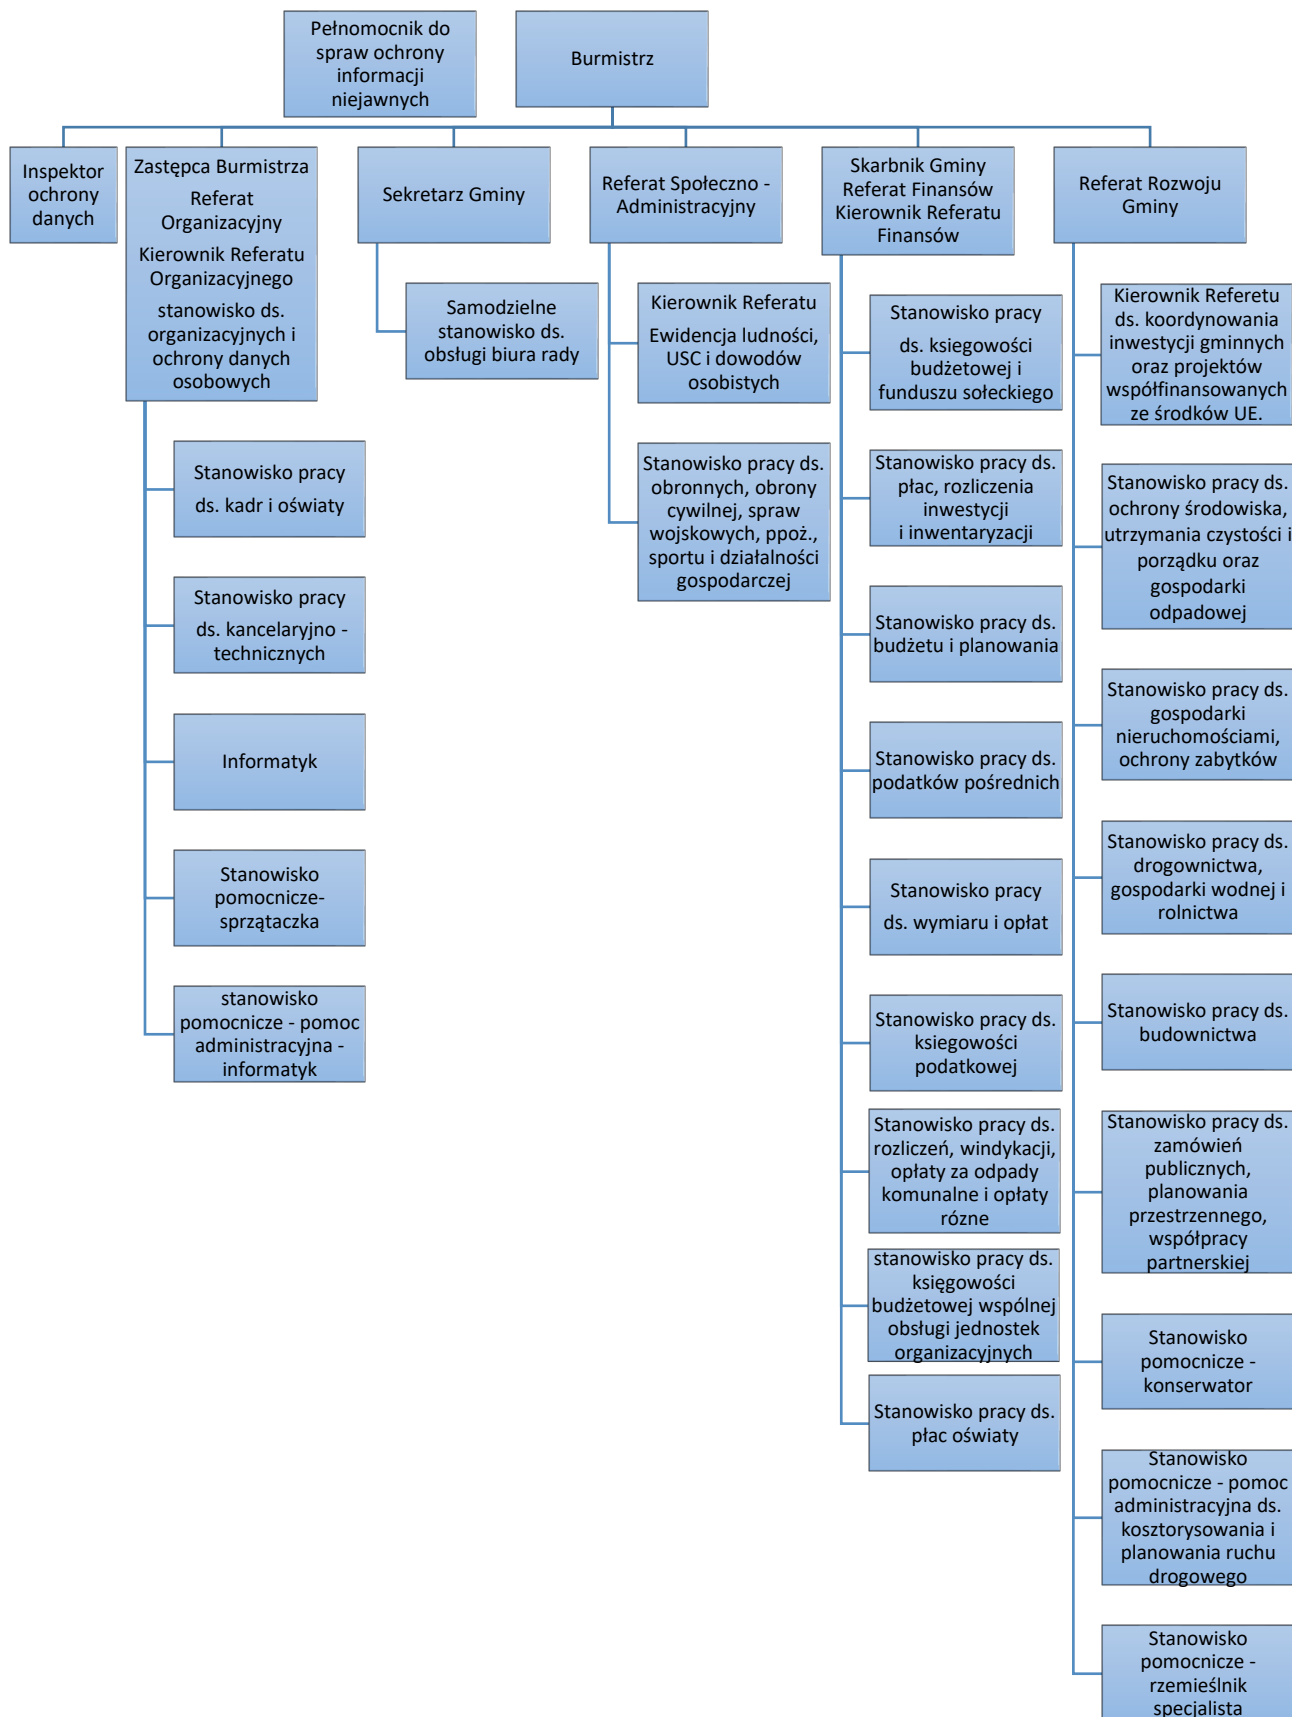 Pełnomocnik do
spraw ochrony
informacji
niejawnych
Burmistrz
Inspektor
ochrony
danych
Zastępca Burmistrza
Referat
Organizacyjny
Kierownik Referatu
Organizacyjnego
stanowisko ds.
organizacyjnych i
ochrony danych
osobowych
Sekretarz Gminy
Referat Społeczno -
Administracyjny
Skarbnik Gminy
Referat Finansów
Kierownik Referatu
Finansów
Referat Rozwoju
Gminy
Stanowisko pracy
ds. kadr i oświaty
Stanowisko pracy
ds. kancelaryjno -
technicznych
Informatyk
Stanowisko
pomocnicze-
sprzątaczka
stanowisko
pomocnicze - pomoc
administracyjna -
informatyk
Samodzielne
stanowisko ds.
obsługi biura rady
Kierownik Referatu
Ewidencja ludności,
USC i dowodów
osobistych
Stanowisko pracy ds.
obronnych, obrony
cywilnej, spraw
wojskowych, ppoż.,
sportu i działalności
gospodarczej
Stanowisko pracy
ds. ksiegowości
budżetowej i
funduszu sołeckiego
Stanowisko pracy ds.
płac, rozliczenia
inwestycji
i inwentaryzacji
Stanowisko pracy ds.
budżetu i planowania
Stanowisko pracy ds.
podatków pośrednich
Stanowisko pracy
ds. wymiaru i opłat
Stanowisko pracy ds.
ksiegowości
podatkowej
Stanowisko pracy ds.
rozliczeń, windykacji,
opłaty za odpady
komunalne i opłaty
rózne
stanowisko pracy ds.
księgowości
budżetowej wspólnej
obsługi jednostek
organizacyjnych
Stanowisko pracy ds.
płac oświaty
Kierownik Referetu
ds. koordynowania
inwestycji gminnych
oraz projektów
współfinansowanych
ze środków UE.
Stanowisko pracy ds.
ochrony środowiska,
utrzymania czystości i
porządku oraz
gospodarki
odpadowej
Stanowisko pracy ds.
gospodarki
nieruchomościami,
ochrony zabytków
Stanowisko pracy ds.
drogownictwa,
gospodarki wodnej i
rolnictwa
Stanowisko pracy ds.
budownictwa
Stanowisko pracy ds.
zamówień
publicznych,
planowania
przestrzennego,
współpracy
partnerskiej
Stanowisko
pomocnicze -
konserwator
Stanowisko
pomocnicze - pomoc
administracyjna ds.
kosztorysowania i
planowania ruchu
drogowego
Stanowisko
pomocnicze -
rzemieślnik
specjalista